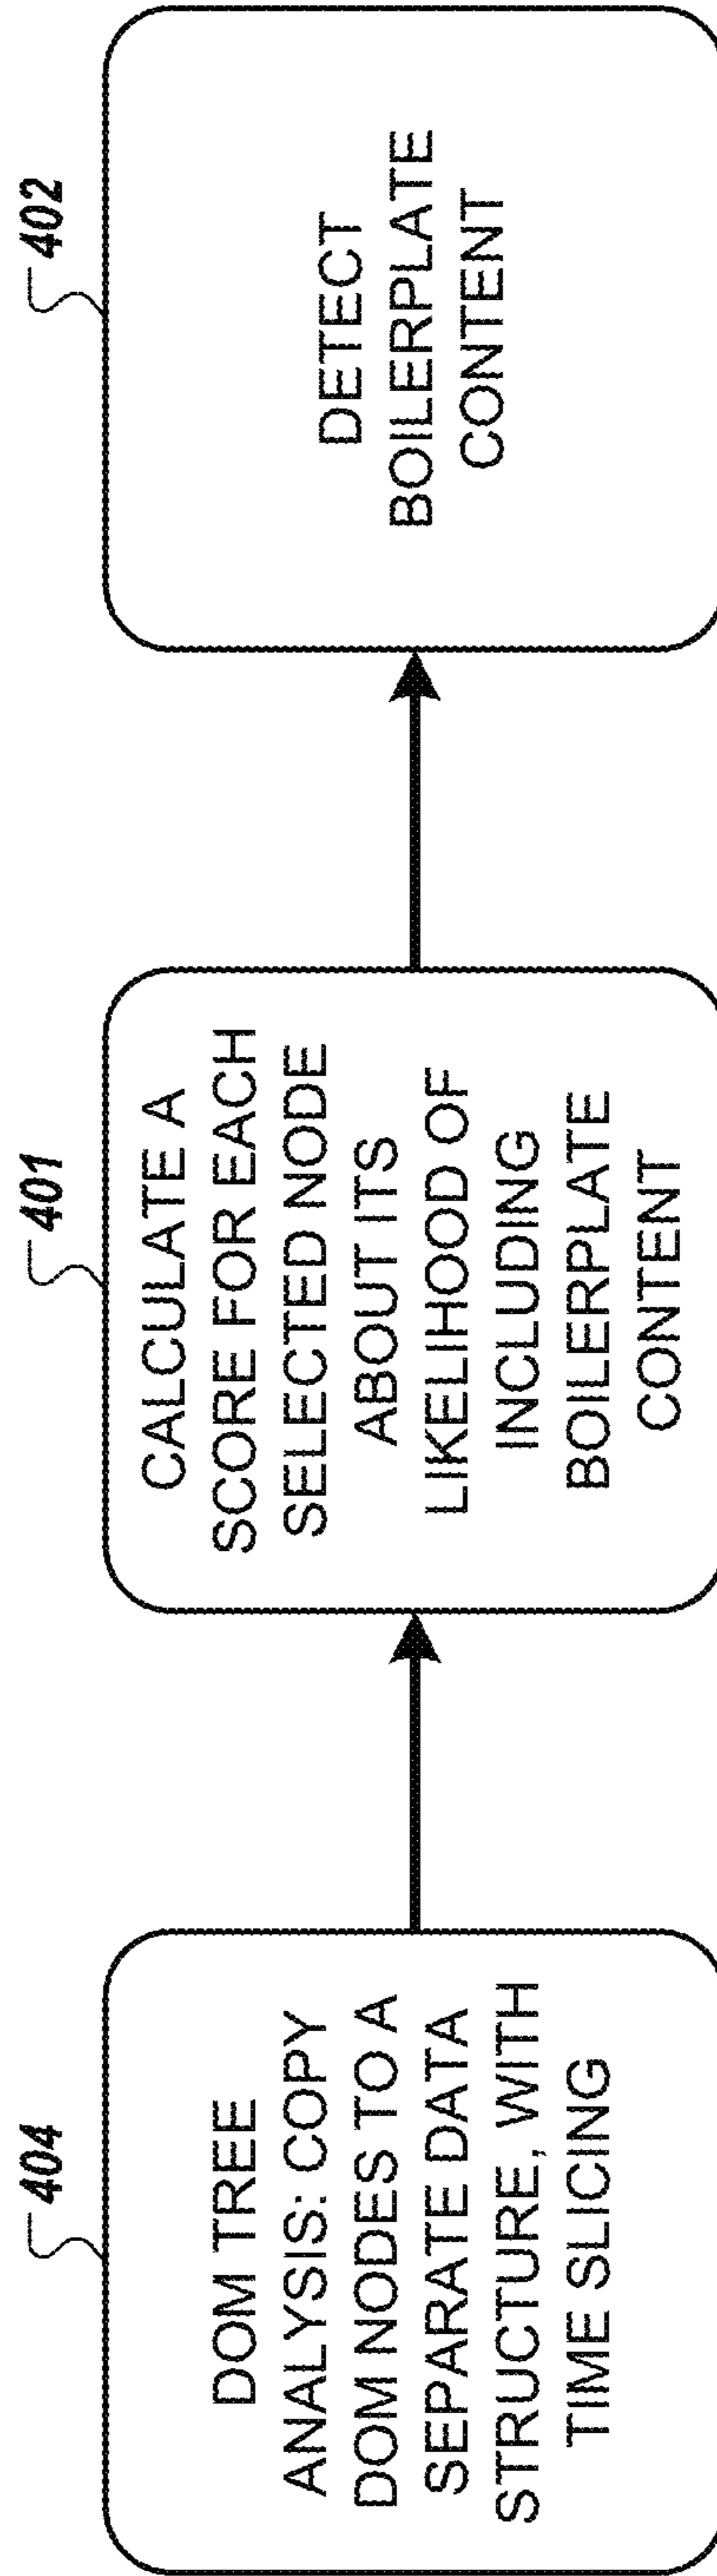 404
DOM TREE
ANALYSIS: COPY
DOM NODES TO A
SEPARATE DATA
STRUCTURE, WITH
TIME SLICING
401
CALCULATE A
SCORE FOR EACH
SELECTED NODE
ABOUT ITS
LIKELIHOOD OF
INCLUDING
BOILERPLATE
CONTENT
402
DETECT
BOILERPLATE
CONTENT